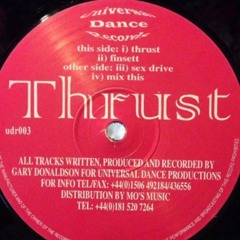 Universal
Dance
Records
this side: i) thrust
ii) finsett
other side: iii) sex drive
iv) mix this
Thrust
udr003
ALL TRACKS WRITTEN, PRODUCED AND RECORDED BY
GARY DONALDSON FOR UNIVERSAL DANCE PRODUCTIONS
FOR INFO TEL/FAX: +44(0)1506 492184/436556
DISTRIBUTION BY MO'S MUSIC
TEL: +44(0)181 520 7264